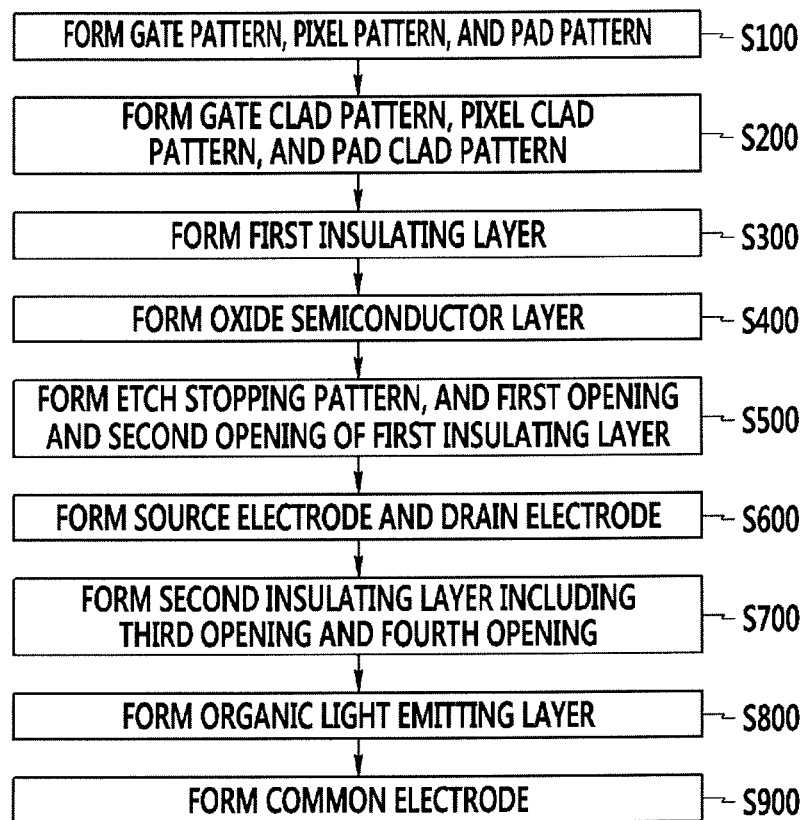 FORM GATE PATTERN, PIXEL PATTERN, AND PAD PATTERN
S100
FORM GATE CLAD PATTERN, PIXEL CLAD
PATTERN, AND PAD CLAD PATTERN
S200
FORM FIRST INSULATING LAYER
S300
FORM OXIDE SEMICONDUCTOR LAYER
S400
FORM ETCH STOPPING PATTERN, AND FIRST OPENING
AND SECOND OPENING OF FIRST INSULATING LAYER
S500
FORM SOURCE ELECTRODE AND DRAIN ELECTRODE
S600
FORM SECOND INSULATING LAYER INCLUDING
THIRD OPENING AND FOURTH OPENING
S700
FORM ORGANIC LIGHT EMITTING LAYER
S800
FORM COMMON ELECTRODE
S900